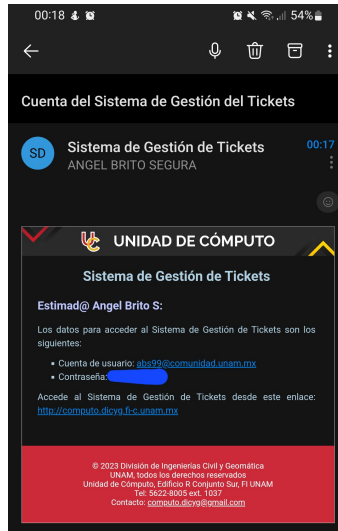 00:18 54%
Cuenta del Sistema de Gestión del Tickets
SD Sistema de Gestión de Tickets 00:17
ANGEL BRITO SEGURA
UC UNIDAD DE CÓMPUTO
Sistema de Gestión de Tickets
Estimad@ Angel Brito S:
Los datos para acceder al Sistema de Gestión de Tickets son los
siguientes:
• Cuenta de usuario: abs99@comunidad.unam.mx
• Contraseña:
Accede al Sistema de Gestión de Tickets desde este enlace:
http://computo.dicyg.fi-c.unam.mx
© 2023 División de Ingenierías Civil y Geomática
UNAM, todos los derechos reservados
Unidad de Cómputo, Edificio R Conjunto Sur, FI UNAM
Tel: 5622-8005 ext. 1037
Contacto: computo.dicyg@gmail.com